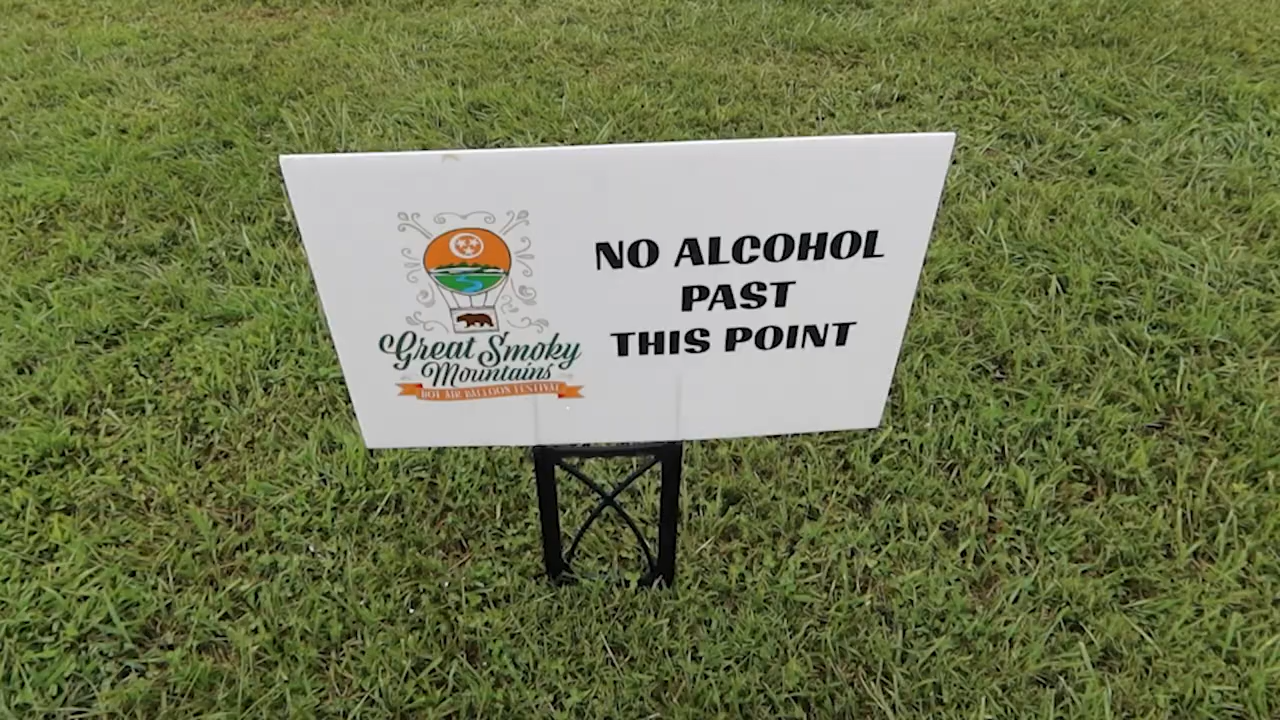 Great Smoky
Mountains
HOT AIR BALLOON FESTIVAL
NO ALCOHOL
PAST
THIS POINT